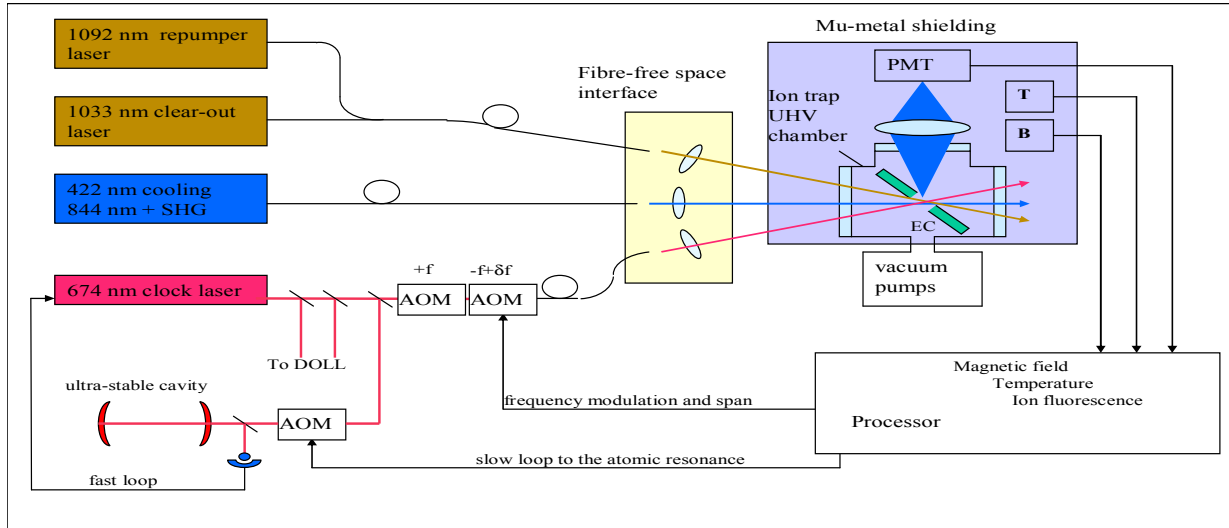 1092 nm repumper
laser
1033 nm clear-out
laser
422 nm cooling
844 nm + SHG
674 nm clock laser
Fibre-free space
interface
Mu-metal shielding
PMT
Ion trap
UHV
chamber
T
B
EC
vacuum
pumps
+f
-f+δf
AOM
AOM
To DOLL
ultra-stable cavity
AOM
fast loop
frequency modulation and span
slow loop to the atomic resonance
Magnetic field
Temperature
Ion fluorescence
Processor